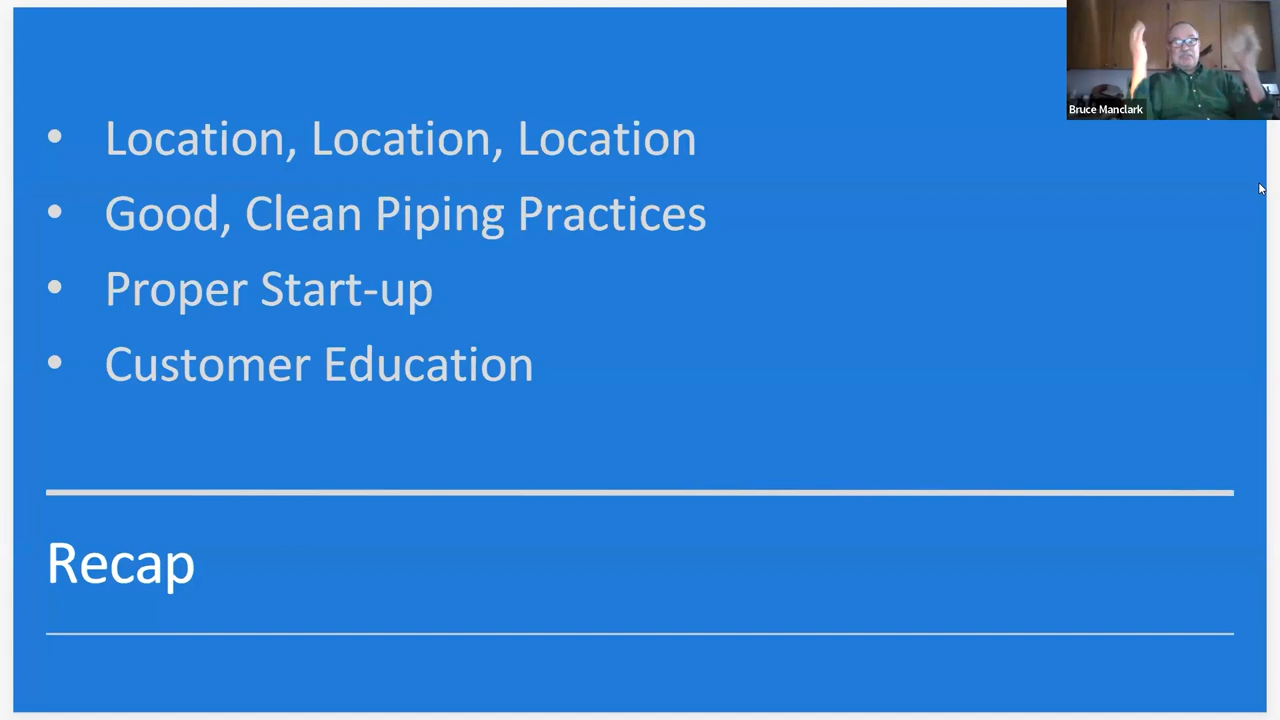 Bruce Manclark
• Location, Location, Location
• Good, Clean Piping Practices
• Proper Start-up
• Customer Education
Recap